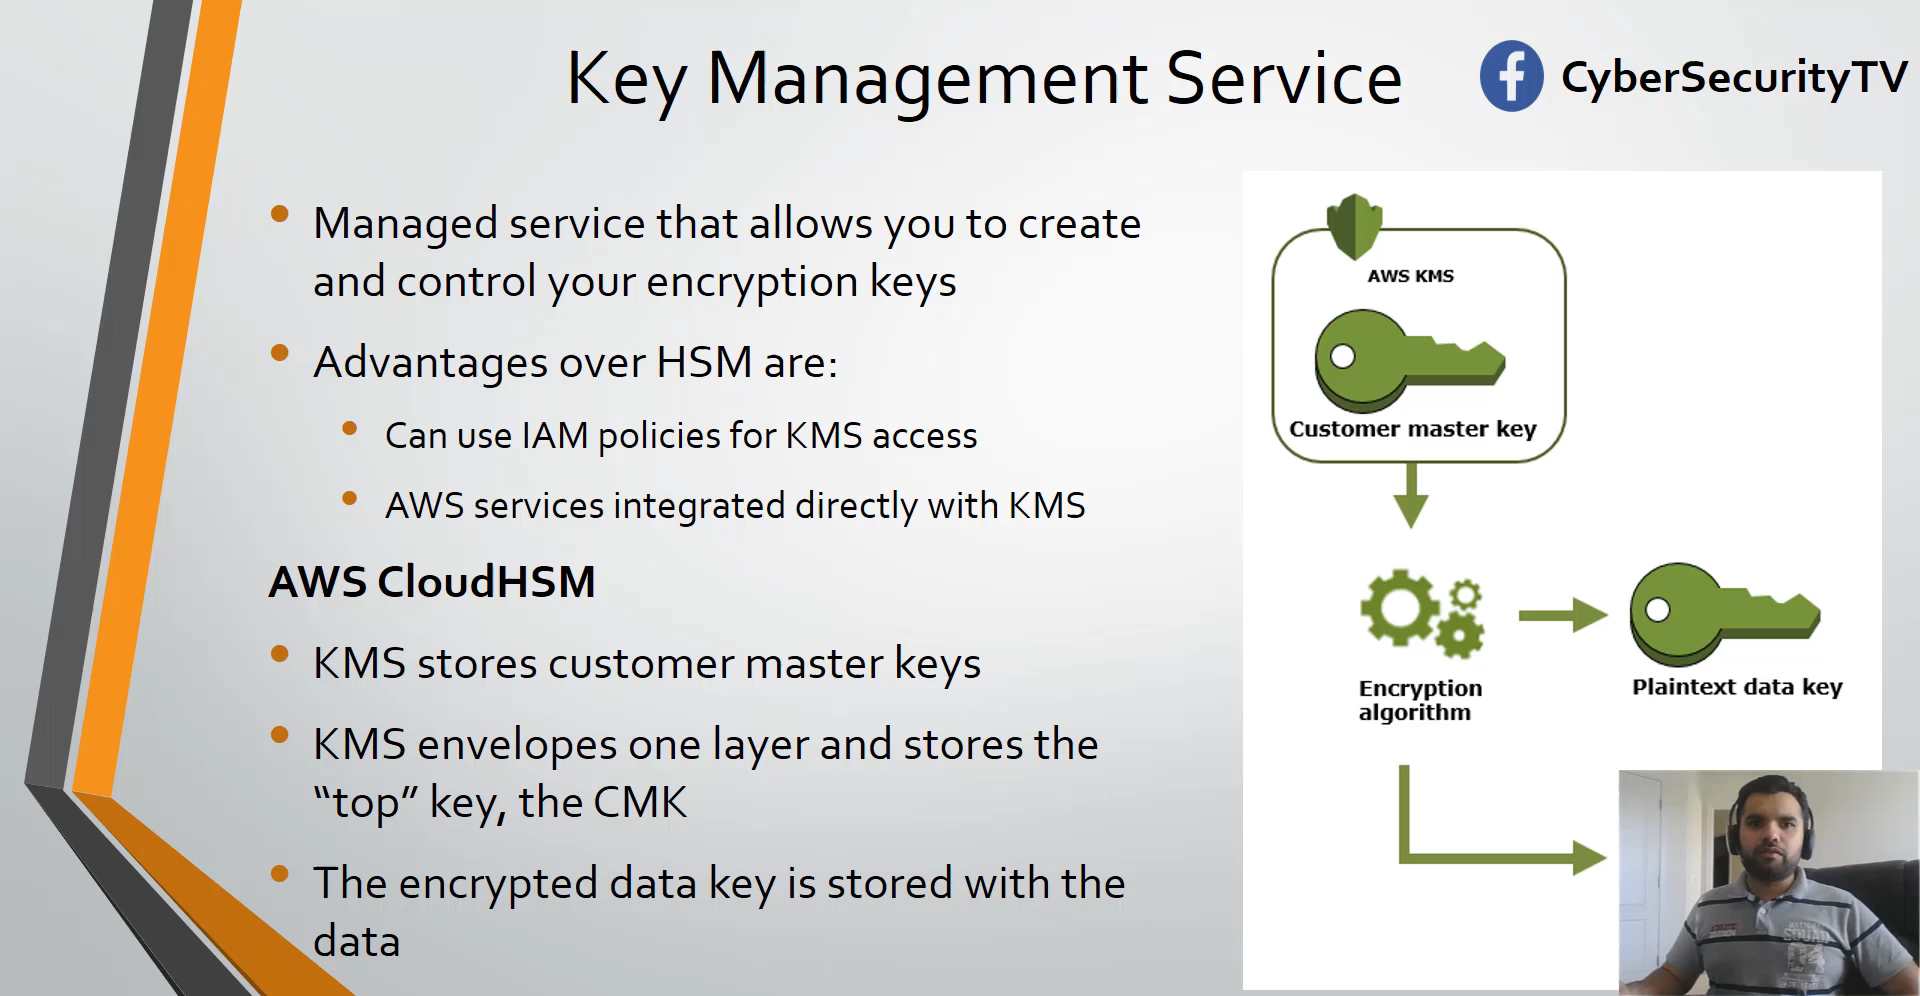 Key Management Service
CyberSecurityTV
Managed service that allows you to create
and control your encryption keys
Advantages over HSM are:
Can use IAM policies for KMS access
AWS services integrated directly with KMS
AWS CloudHSM
KMS stores customer master keys
KMS envelopes one layer and stores the
“top” key, the CMK
The encrypted data key is stored with the
data
AWS KMS
Customer master key
Encryption
algorithm
Plaintext data key